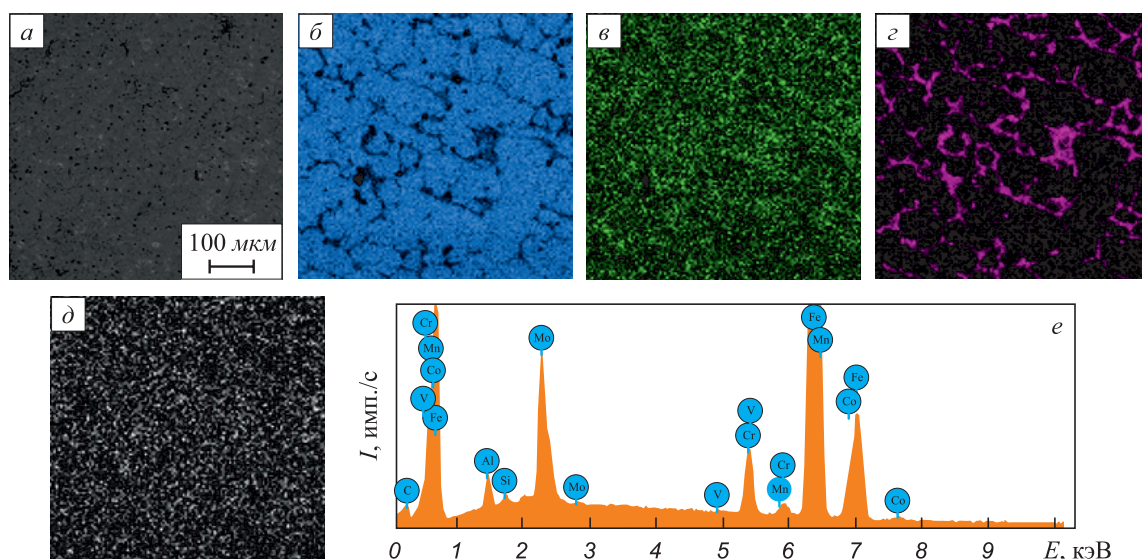 а
б
в
г
100 мкм
д
е
I, имп./с
Cr
Mn
Co
V
Fe
C
Al
Si
Mo
Mo
V
V
Cr
Cr
Mn
Fe
Mn
Fe
Co
Co
0 1 2 3 4 5 6 7 8 9 E, кэВ